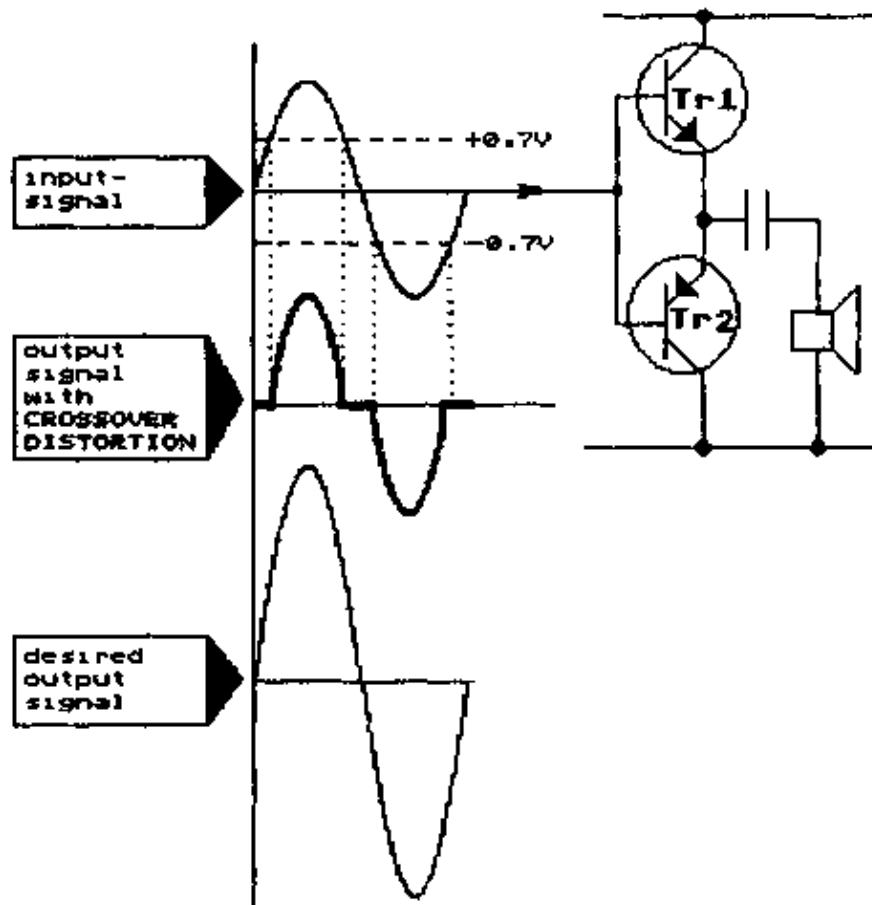 Tr1
+0.7V
input-
signal
-0.7V
Tr2
output
signal
with
CROSSOVER
DISTORTION
desired
output
signal